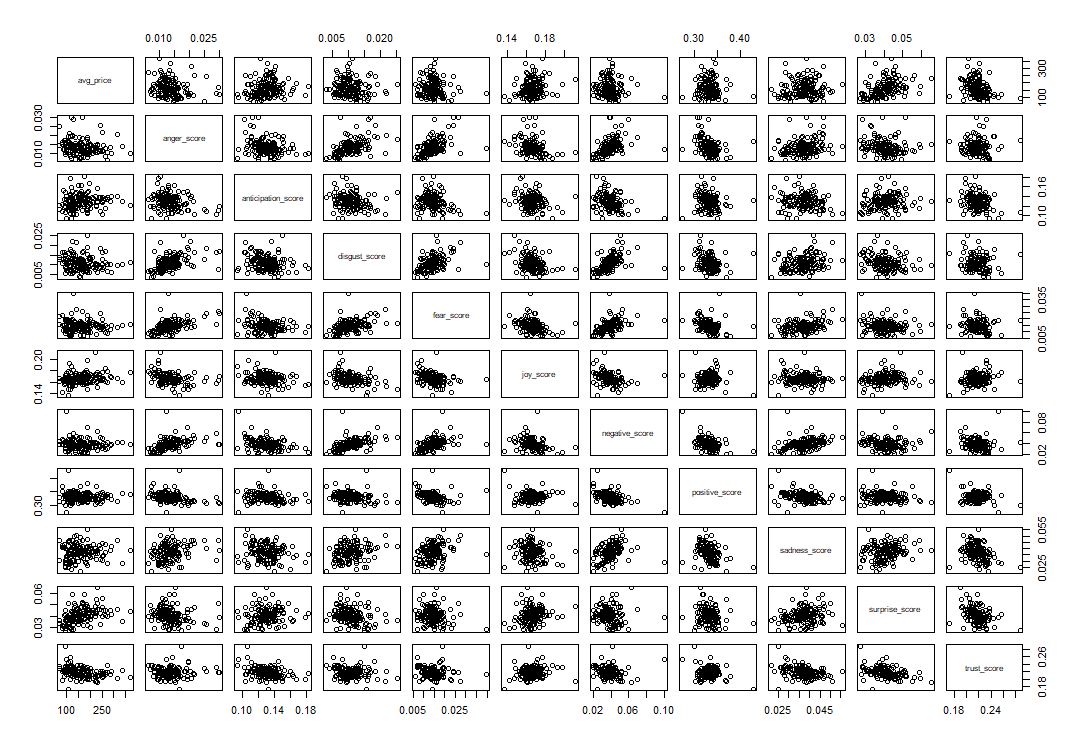 0.010 0.025 0.005 0.020 0.14 0.18 0.30 0.40 0.03 0.05
avg_price 100 300
0.010 0.030 anger_score
anticipation_score 0.10 0.16
0.005 0.025 disgust_score
fear_score 0.005 0.035
0.14 0.20 joy_score
negative_score 0.02 0.08
0.30 positive_score
sadness_score 0.025 0.055
0.03 0.06 surprise_score
trust_score 0.18 0.26
100 250 0.10 0.14 0.18 0.005 0.025 0.02 0.06 0.10 0.025 0.045 0.18 0.24